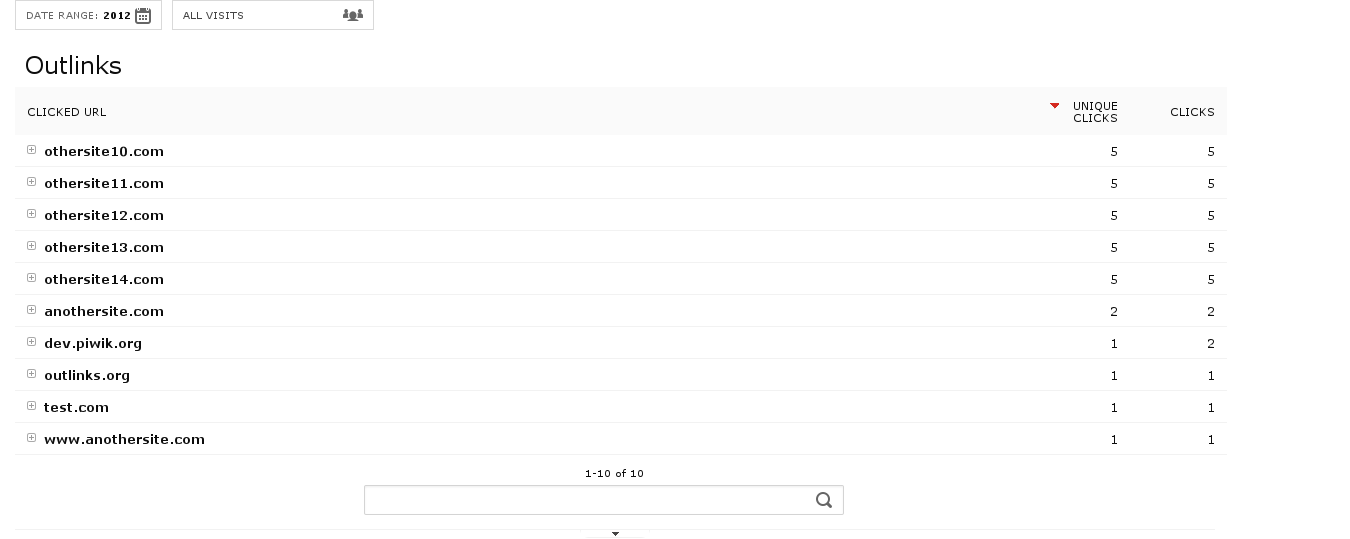 DATE RANGE: 2012 ALL VISITS
Outlinks
CLICKED URL UNIQUE CLICKS CLICKS
othersite10.com 5 5
othersite11.com 5 5
othersite12.com 5 5
othersite13.com 5 5
othersite14.com 5 5
anothersite.com 2 2
dev.piwik.org 1 2
outlinks.org 1 1
test.com 1 1
www.anothersite.com 1 1
1-10 of 10